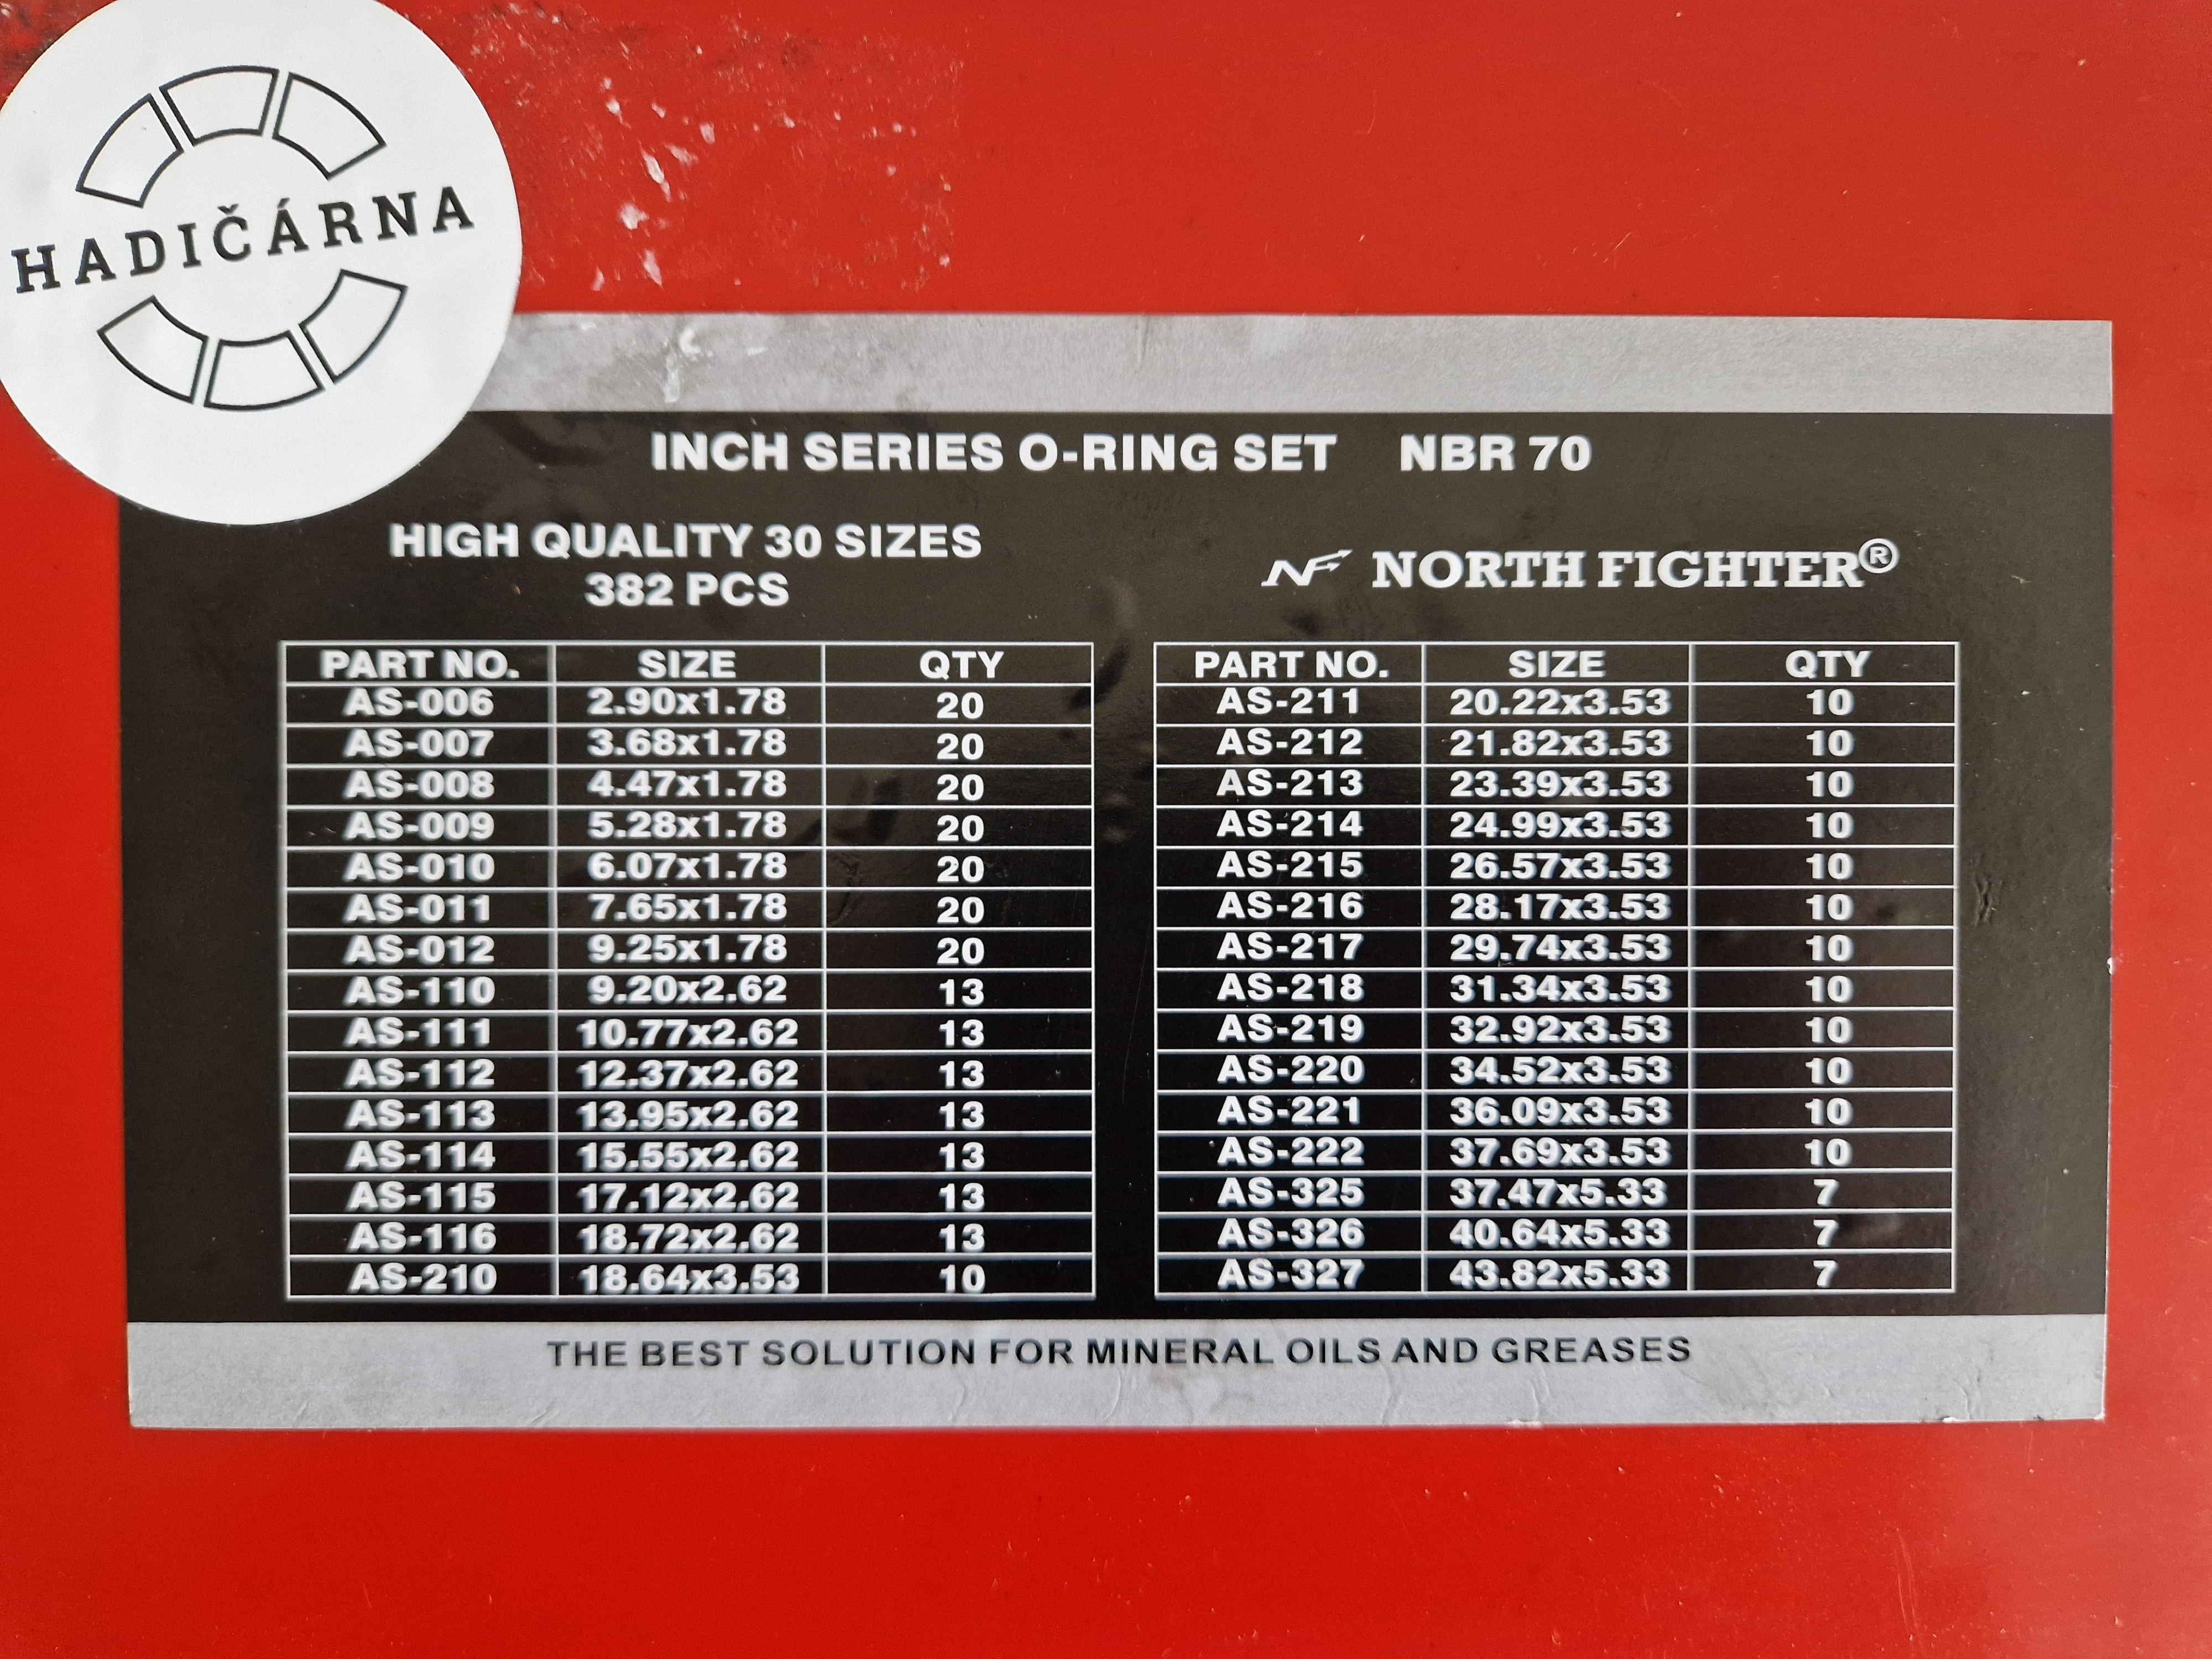 HADIČÁRNA
INCH SERIES O-RING SET NBR 70
HIGH QUALITY 30 SIZES
382 PCS
NF NORTH FIGHTER®
PART NO. SIZE QTY
AS-006 2.90x1.78 20
AS-007 3.68x1.78 20
AS-008 4.47x1.78 20
AS-009 5.28x1.78 20
AS-010 6.07x1.78 20
AS-011 7.65x1.78 20
AS-012 9.25x1.78 20
AS-110 9.20x2.62 13
AS-111 10.77x2.62 13
AS-112 12.37x2.62 13
AS-113 13.95x2.62 13
AS-114 15.55x2.62 13
AS-115 17.12x2.62 13
AS-116 18.72x2.62 13
AS-210 18.64x3.53 10
PART NO. SIZE QTY
AS-211 20.22x3.53 10
AS-212 21.82x3.53 10
AS-213 23.39x3.53 10
AS-214 24.99x3.53 10
AS-215 26.57x3.53 10
AS-216 28.17x3.53 10
AS-217 29.74x3.53 10
AS-218 31.34x3.53 10
AS-219 32.92x3.53 10
AS-220 34.52x3.53 10
AS-221 36.09x3.53 10
AS-222 37.69x3.53 10
AS-325 37.47x5.33 7
AS-326 40.64x5.33 7
AS-327 43.82x5.33 7
THE BEST SOLUTION FOR MINERAL OILS AND GREASES